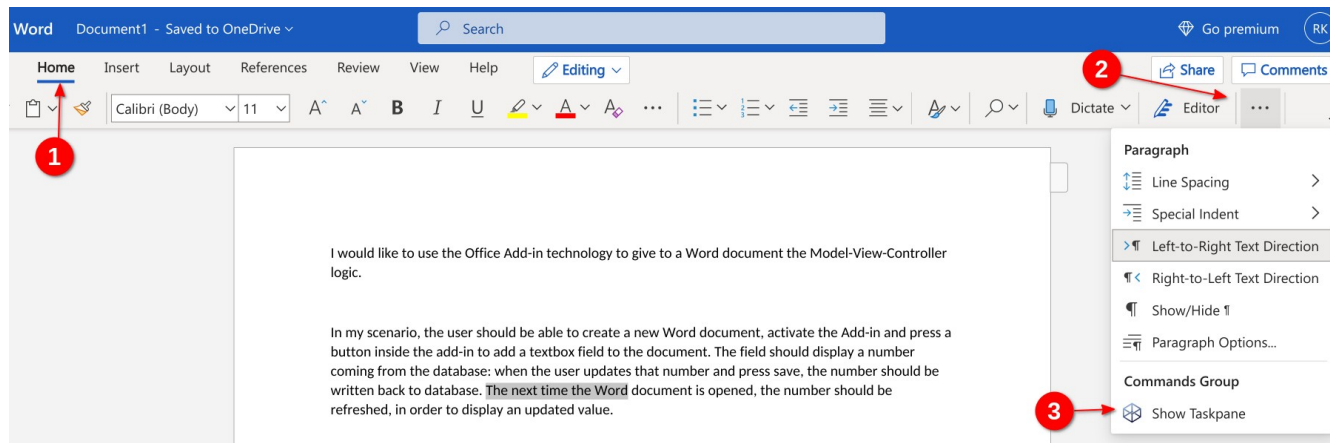 Word Document1 - Saved to OneDrive Search Go premium RK
Home Insert Layout References Review View Help Editing 2 Share Comments
Calibri (Body) 11 A A B I U A A ... Dictate Editor ...
1
Paragraph
Line Spacing
Special Indent
Left-to-Right Text Direction
Right-to-Left Text Direction
Show/Hide ¶
Paragraph Options...
Commands Group
3 Show Taskpane
I would like to use the Office Add-in technology to give to a Word document the Model-View-Controller
logic.
In my scenario, the user should be able to create a new Word document, activate the Add-in and press a
button inside the add-in to add a textbox field to the document. The field should display a number
coming from the database: when the user updates that number and press save, the number should be
written back to database. The next time the Word document is opened, the number should be
refreshed, in order to display an updated value.